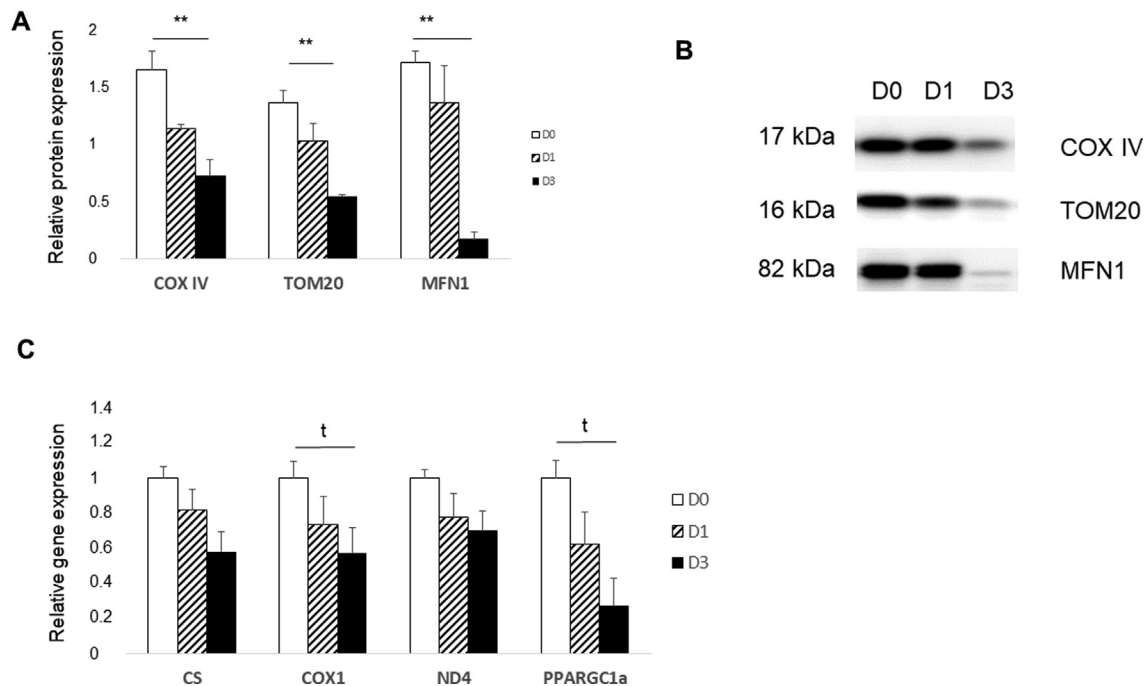 A
Relative protein expression
2
1.5
1
0.5
0
** ** **
COX IV TOM20 MFN1
D0
D1
D3
B
D0 D1 D3
17 kDa COX IV
16 kDa TOM20
82 kDa MFN1
C
Relative gene expression
1.4
1.2
1
0.8
0.6
0.4
0.2
0
t t
CS COX1 ND4 PPARGC1a
D0
D1
D3